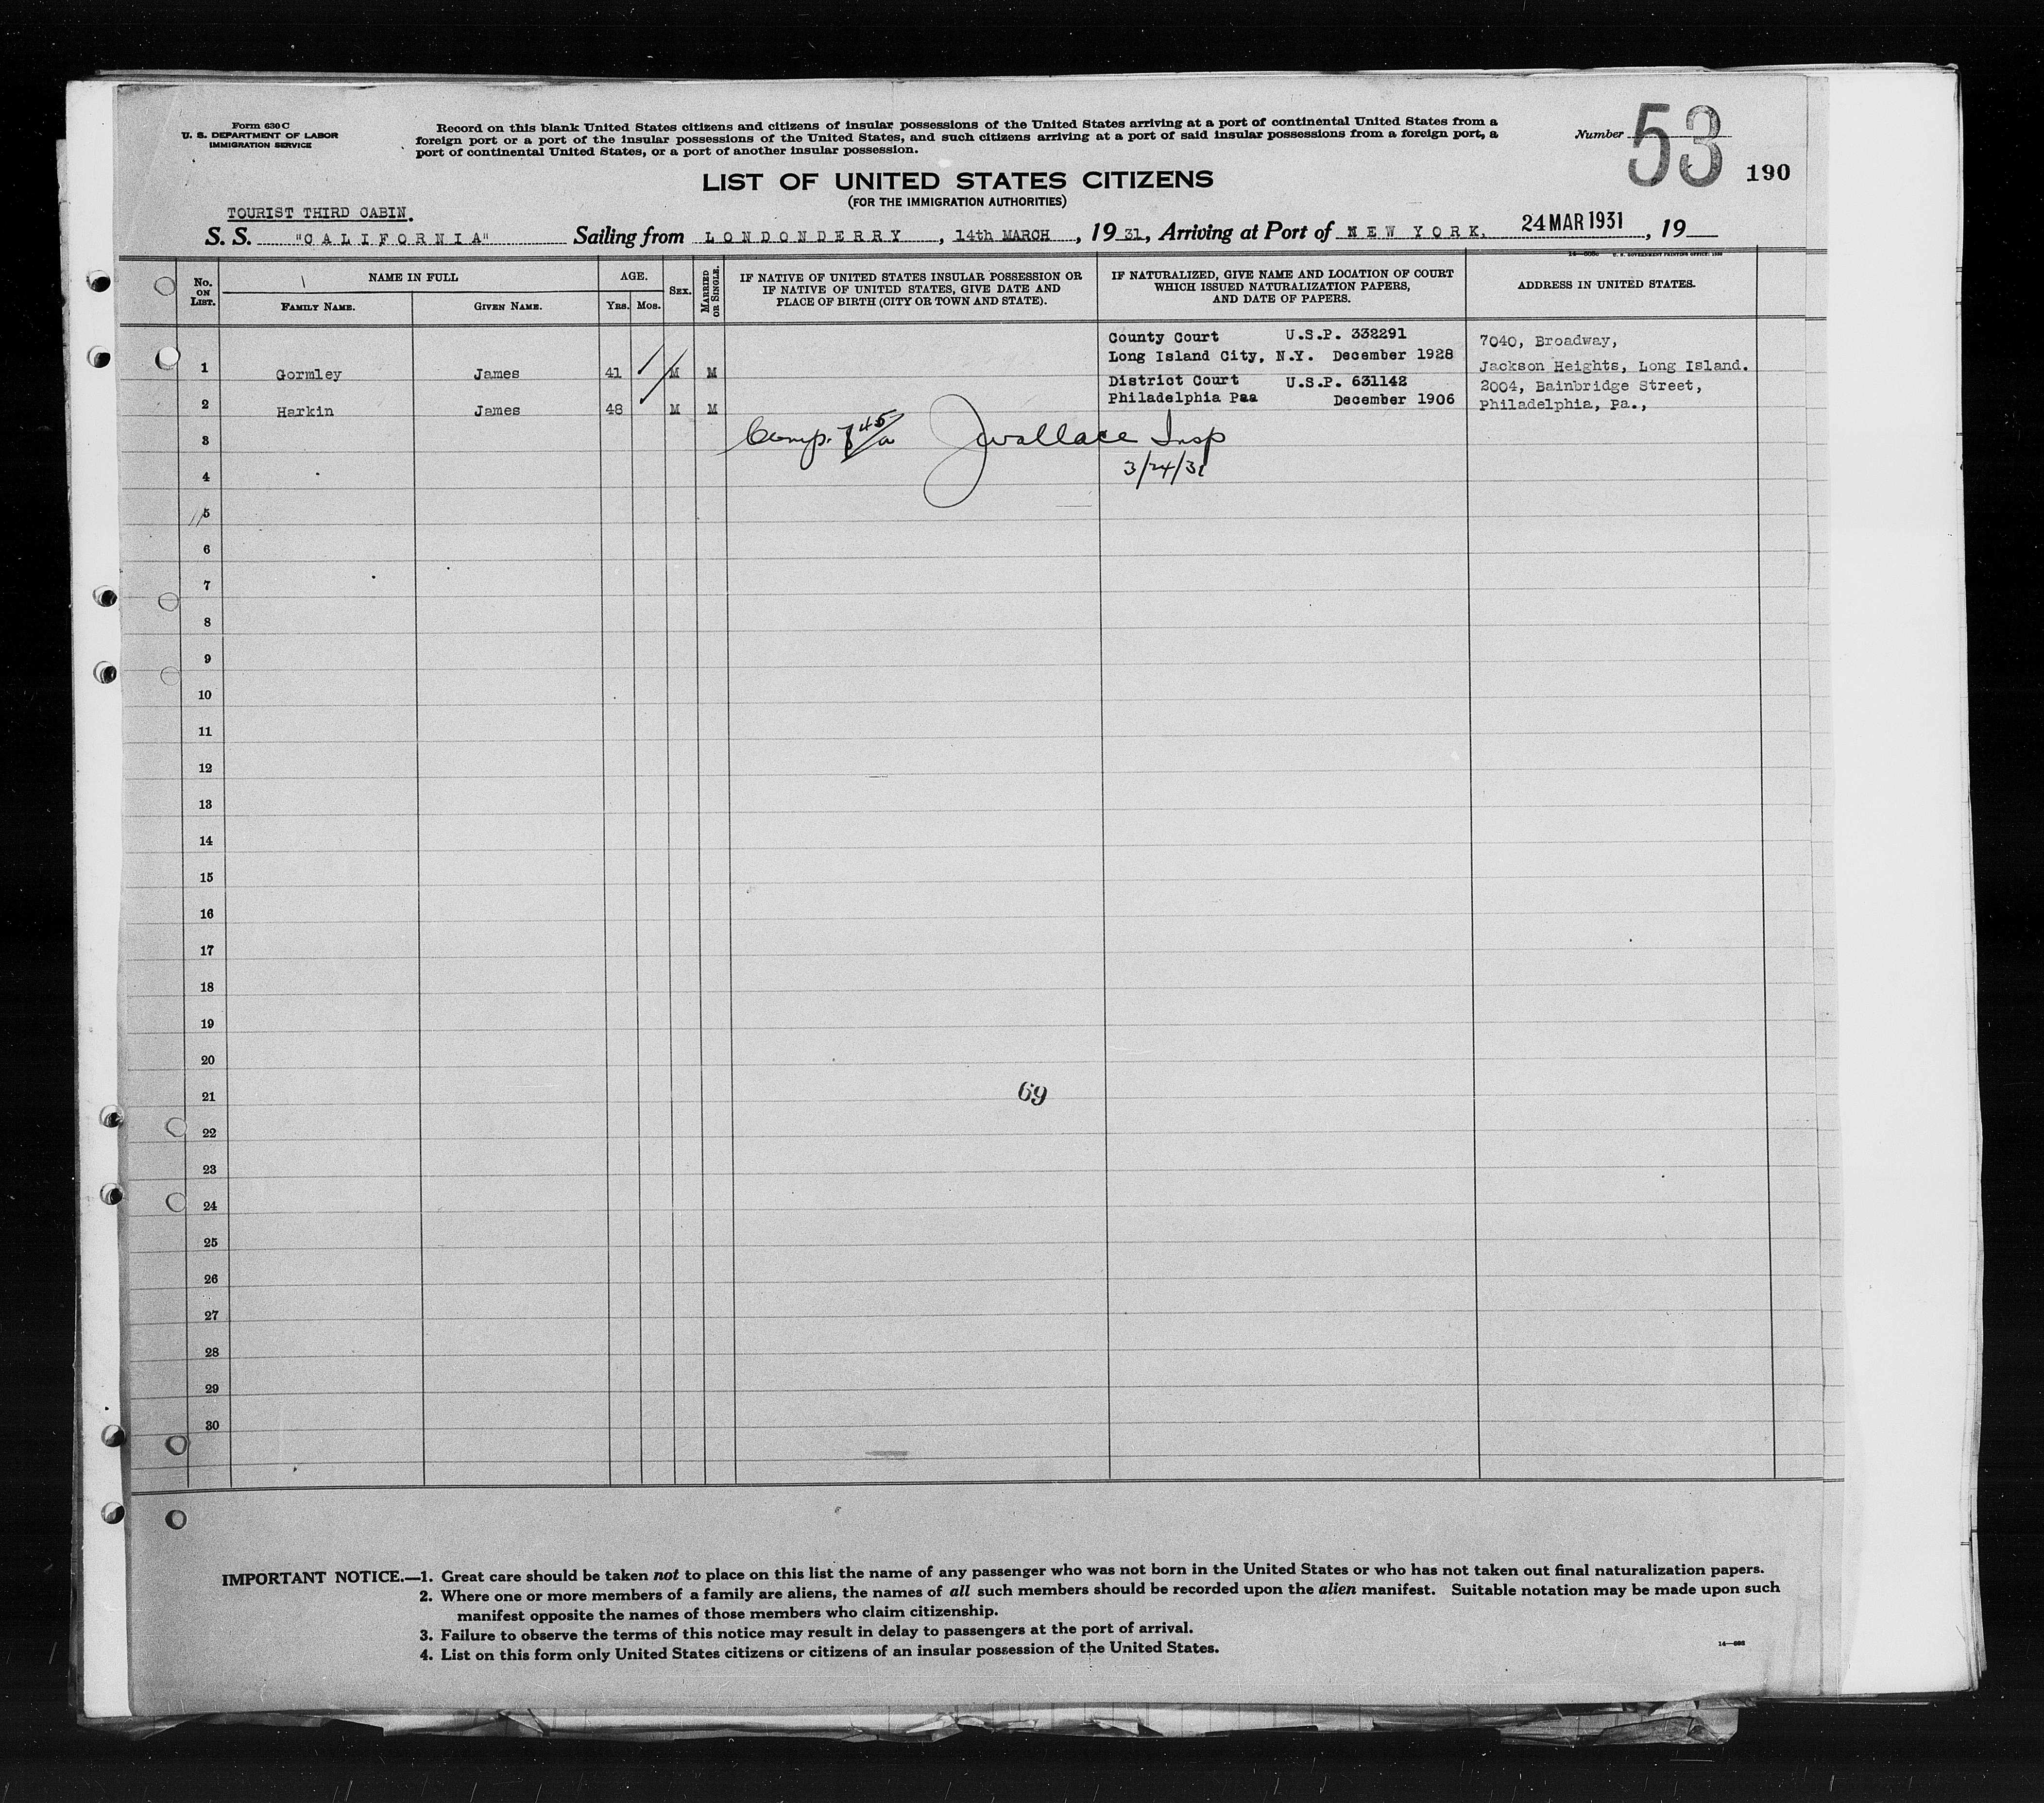 Form 630 C
U. S. DEPARTMENT OF LABOR
IMMIGRATION SERVICE
Record on this blank United States citizens and citizens of insular possessions of the United States arriving at a port of continental United States from a
foreign port or a port of the insular possessions of the United States, and such citizens arriving at a port of said insular possessions from a foreign port, a
port of continental United States, or a port of another insular possession.
Number 53
190
LIST OF UNITED STATES CITIZENS
(FOR THE IMMIGRATION AUTHORITIES)
TOURIST THIRD CABIN.
S. S. "CALIFORNIA" Sailing from LONDONDERRY, 14th MARCH, 19 31, Arriving at Port of NEW YORK. 24 MAR 1931, 19
U. S. GOVERNMENT PRINTING OFFICE:
No. ON LIST.
NAME IN FULL
FAMILY NAME.
GIVEN NAME.
AGE.
Yrs. Mos.
SEX.
MARRIED OR SINGLE.
IF NATIVE OF UNITED STATES INSULAR POSSESSION OR
IF NATIVE OF UNITED STATES, GIVE DATE AND
PLACE OF BIRTH (CITY OR TOWN AND STATE).
IF NATURALIZED, GIVE NAME AND LOCATION OF COURT
WHICH ISSUED NATURALIZATION PAPERS,
AND DATE OF PAPERS.
ADDRESS IN UNITED STATES.
County Court U.S.P. 332291 7040, Broadway,
1 Gormley James 41 M M Long Island City, N.Y. December 1928 Jackson Heights, Long Island.
District Court U.S.P. 631142 2004, Bainbridge Street,
2 Harkin James 48 M M Philadelphia Paa December 1906 Philadelphia, Pa.,
3 Comp. J Wallace Insp
3/24/31
4
5
6
7
8
9
10
11
12
13
14
15
16
17
18
19
20
21
69
22
23
24
25
26
27
28
29
30
IMPORTANT NOTICE.—1. Great care should be taken not to place on this list the name of any passenger who was not born in the United States or who has not taken out final naturalization papers.
2. Where one or more members of a family are aliens, the names of all such members should be recorded upon the alien manifest. Suitable notation may be made upon such
manifest opposite the names of those members who claim citizenship.
3. Failure to observe the terms of this notice may result in delay to passengers at the port of arrival.
4. List on this form only United States citizens or citizens of an insular possession of the United States.